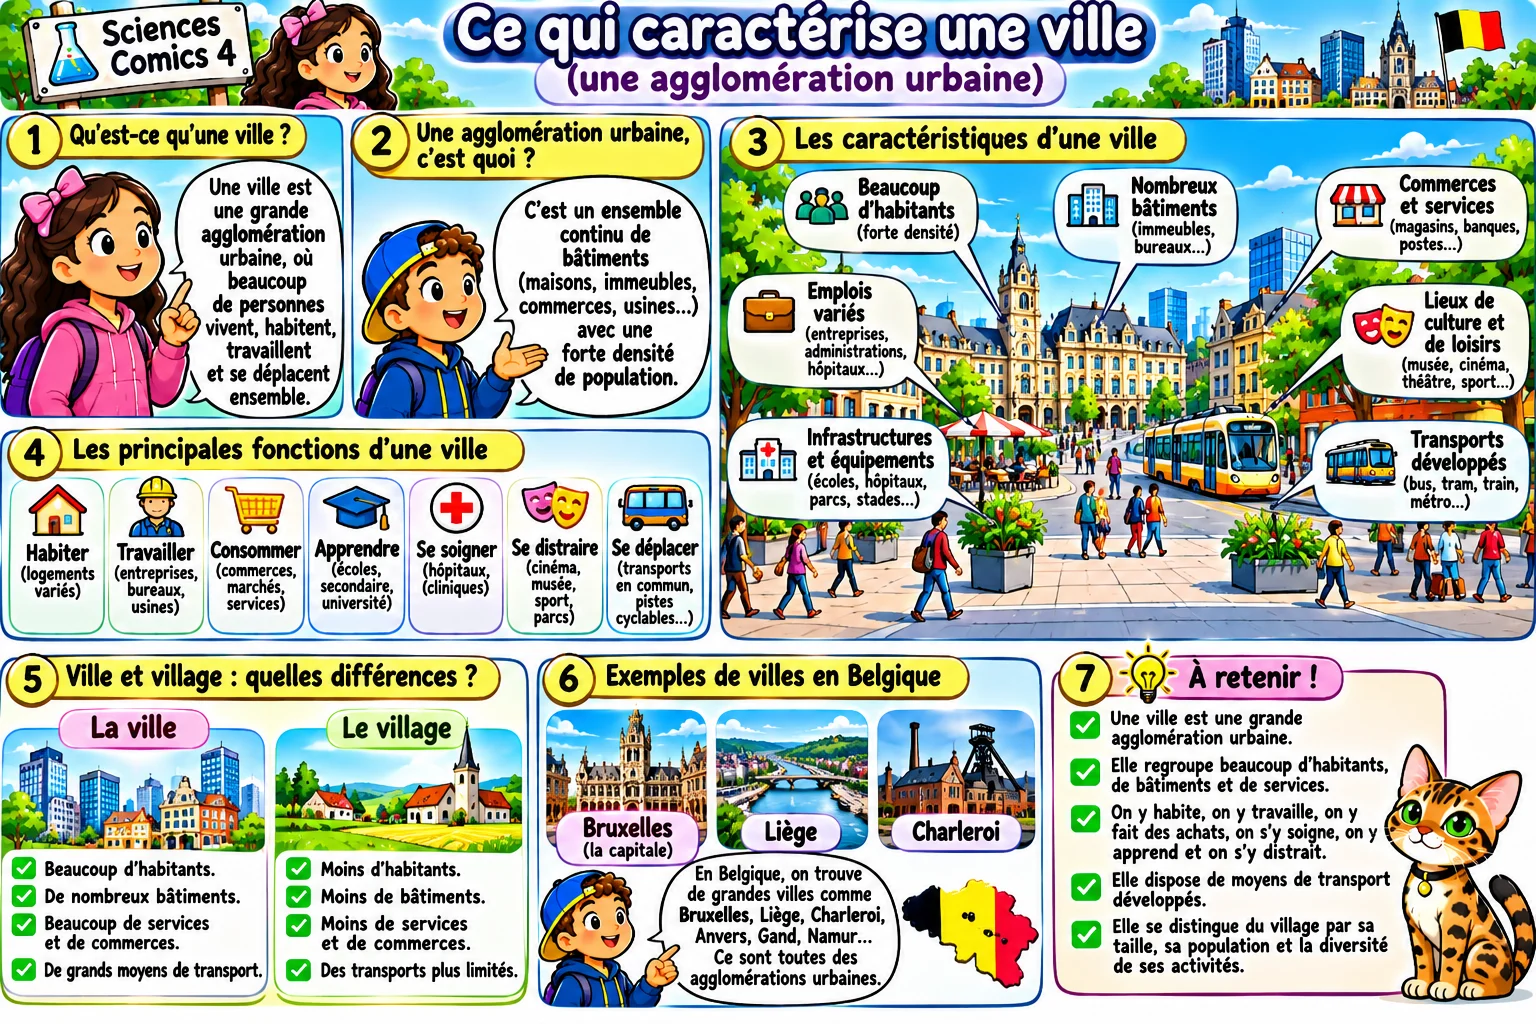 Sciences
Comics 4
Ce qui caractérise une ville
(une agglomération urbaine)
1 Qu'est-ce qu'une ville ?
Une ville est
une grande
agglomération
urbaine, où
beaucoup
de personnes
vivent, habitent,
travaillent
et se déplacent
ensemble.
2 Une agglomération urbaine,
c'est quoi ?
C'est un ensemble
continu de
bâtiments
(maisons, immeubles,
commerces, usines...)
avec une
forte densité
de population.
3 Les caractéristiques d'une ville
Beaucoup
d'habitants
(forte densité)
Nombreux
bâtiments
(immeubles,
bureaux...)
Commerces
et services
(magasins, banques,
postes...)
Emplois
variés
(entreprises,
administrations,
hôpitaux...)
Lieux de
culture et
de loisirs
(musée, cinéma,
théâtre, sport...)
Infrastructures
et équipements
(écoles, hôpitaux,
parcs, stades...)
Transports
développés
(bus, tram, train,
métro...)
4 Les principales fonctions d'une ville
Habiter
(logements
variés)
Travailler
(entreprises,
bureaux,
usines)
Consommer
(commerces,
marchés,
services)
Apprendre
(écoles,
secondaire,
université)
Se soigner
(hôpitaux,
(cliniques)
Se distraire
(cinéma,
musée,
sport,
parcs)
Se déplacer
(transports
en commun,
pistes
cyclables...)
5 Ville et village : quelles différences ?
La ville
Beaucoup d'habitants.
De nombreux bâtiments.
Beaucoup de services
et de commerces.
De grands moyens de transport.
Le village
Moins d'habitants.
Moins de bâtiments.
Moins de services
et de commerces.
Des transports plus limités.
6 Exemples de villes en Belgique
Bruxelles
(la capitale)
Liège
Charleroi
En Belgique, on trouve
de grandes villes comme
Bruxelles, Liège, Charleroi,
Anvers, Gand, Namur...
Ce sont toutes des
agglomérations urbaines.
7 À retenir !
Une ville est une grande
agglomération urbaine.
Elle regroupe beaucoup d'habitants,
de bâtiments et de services.
On y habite, on y travaille, on y
fait des achats, on s'y soigne, on y
apprend et on s'y distrait.
Elle dispose de moyens de transport
développés.
Elle se distingue du village par sa
taille, sa population et la diversité
de ses activités.